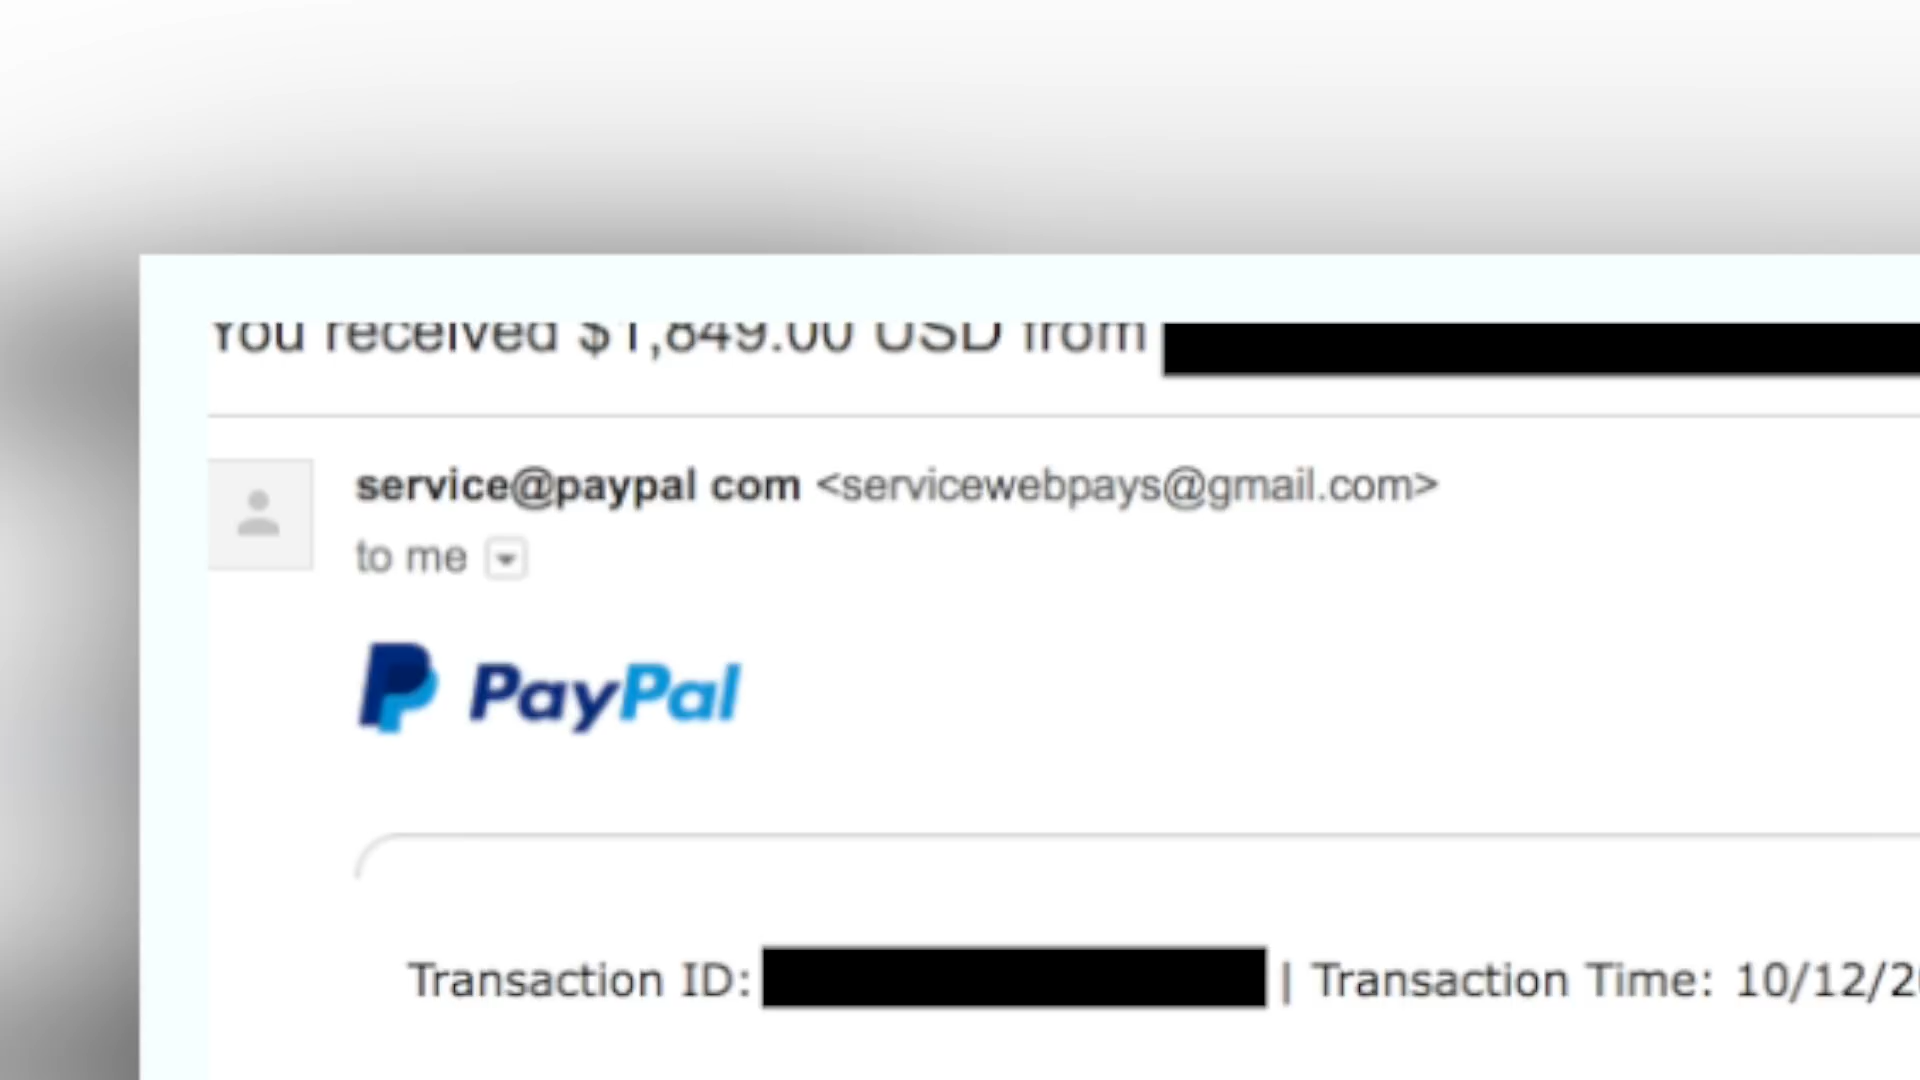 You received $1,849.00 USD from
service@paypal com <servicewebpays@gmail.com>
to me
PayPal
Transaction ID: | Transaction Time: 10/12/20